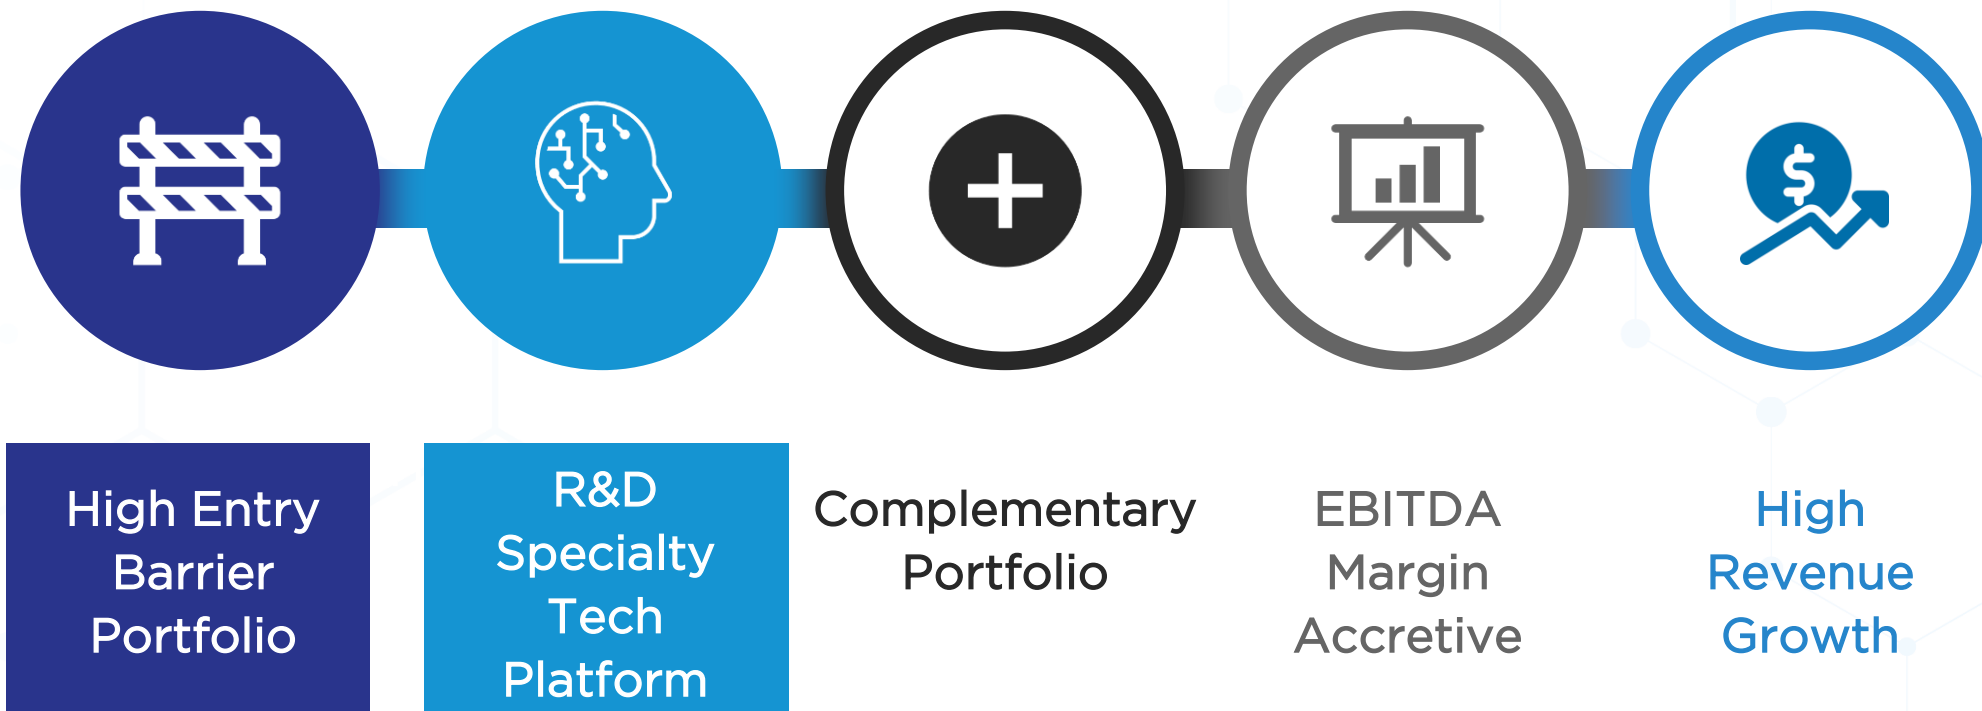 High Entry
Barrier
Portfolio
R&D
Specialty
Tech
Platform
Complementary
Portfolio
EBITDA
Margin
Accretive
High
Revenue
Growth